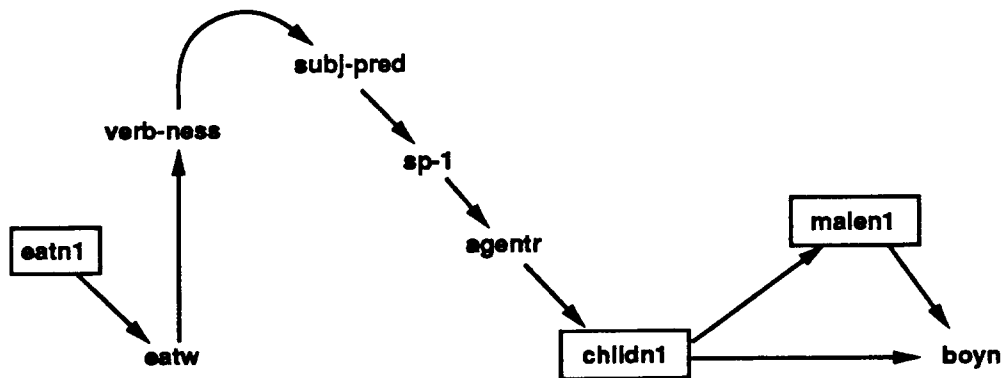 subj-pred
verb-ness
sp-1
eatn1
agentr
malen1
eatw
childn1
boyn